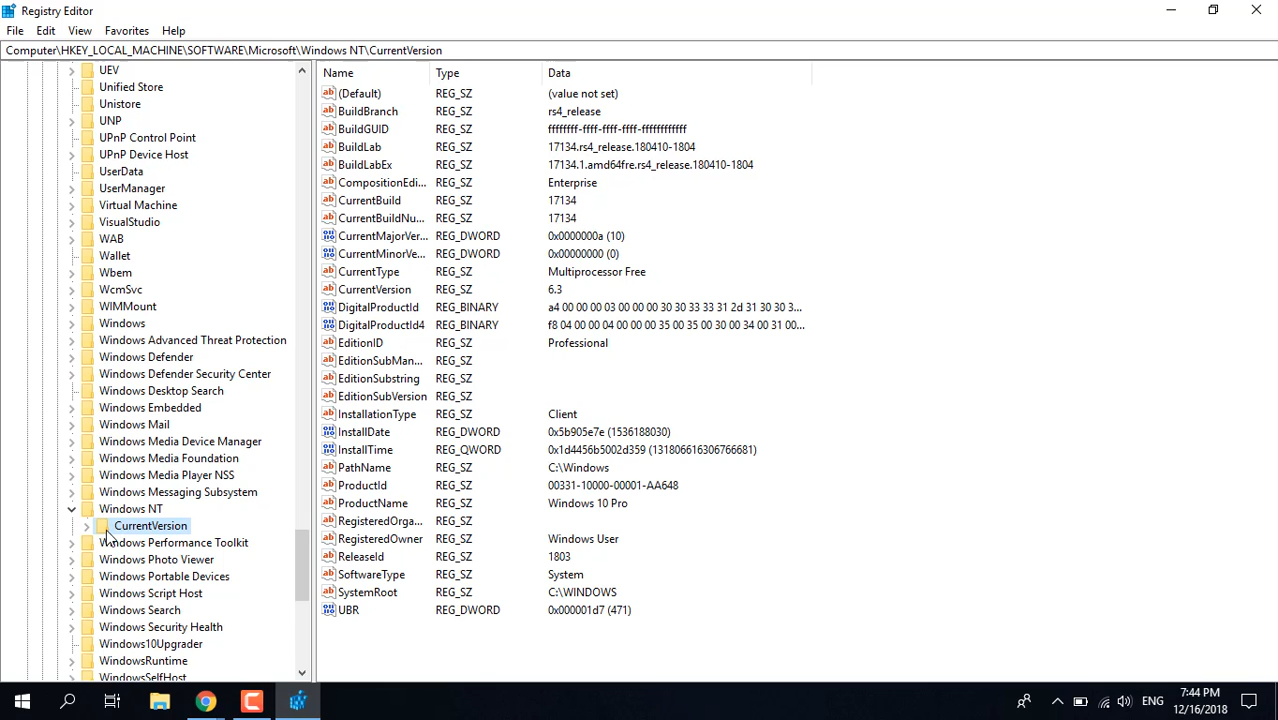 Registry Editor
File Edit View Favorites Help
Computer\HKEY_LOCAL_MACHINE\SOFTWARE\Microsoft\Windows NT\CurrentVersion
UEV
Unified Store
Unistore
UNP
UPnP Control Point
UPnP Device Host
UserData
UserManager
Virtual Machine
VisualStudio
WAB
Wallet
Wbem
WcmSvc
WIMMount
Windows
Windows Advanced Threat Protection
Windows Defender
Windows Defender Security Center
Windows Desktop Search
Windows Embedded
Windows Mail
Windows Media Device Manager
Windows Media Foundation
Windows Media Player NSS
Windows Messaging Subsystem
Windows NT
CurrentVersion
Windows Performance Toolkit
Windows Photo Viewer
Windows Portable Devices
Windows Script Host
Windows Search
Windows Security Health
Windows10Upgrader
WindowsRuntime
WindowsSelfHost
Name Type Data
(Default) REG_SZ (value not set)
BuildBranch REG_SZ rs4_release
BuildGUID REG_SZ ffffffff-ffff-ffff-ffff-ffffffffffff
BuildLab REG_SZ 17134.rs4_release.180410-1804
BuildLabEx REG_SZ 17134.1.amd64fre.rs4_release.180410-1804
CompositionEdi... REG_SZ Enterprise
CurrentBuild REG_SZ 17134
CurrentBuildNu... REG_SZ 17134
CurrentMajorVer... REG_DWORD 0x0000000a (10)
CurrentMinorVe... REG_DWORD 0x00000000 (0)
CurrentType REG_SZ Multiprocessor Free
CurrentVersion REG_SZ 6.3
DigitalProductId REG_BINARY a4 00 00 00 03 00 00 00 30 30 33 33 31 2d 31 30 30 3...
DigitalProductId4 REG_BINARY f8 04 00 00 04 00 00 00 35 00 35 00 30 00 34 00 31 00...
EditionID REG_SZ Professional
EditionSubMan... REG_SZ
EditionSubstring REG_SZ
EditionSubVersion REG_SZ
InstallationType REG_SZ Client
InstallDate REG_DWORD 0x5b905e7e (1536188030)
InstallTime REG_QWORD 0x1d4456b5002d359 (131806616306766681)
PathName REG_SZ C:\Windows
ProductId REG_SZ 00331-10000-00001-AA648
ProductName REG_SZ Windows 10 Pro
RegisteredOrga... REG_SZ
RegisteredOwner REG_SZ Windows User
ReleaseId REG_SZ 1803
SoftwareType REG_SZ System
SystemRoot REG_SZ C:\WINDOWS
UBR REG_DWORD 0x000001d7 (471)
ENG
7:44 PM
12/16/2018